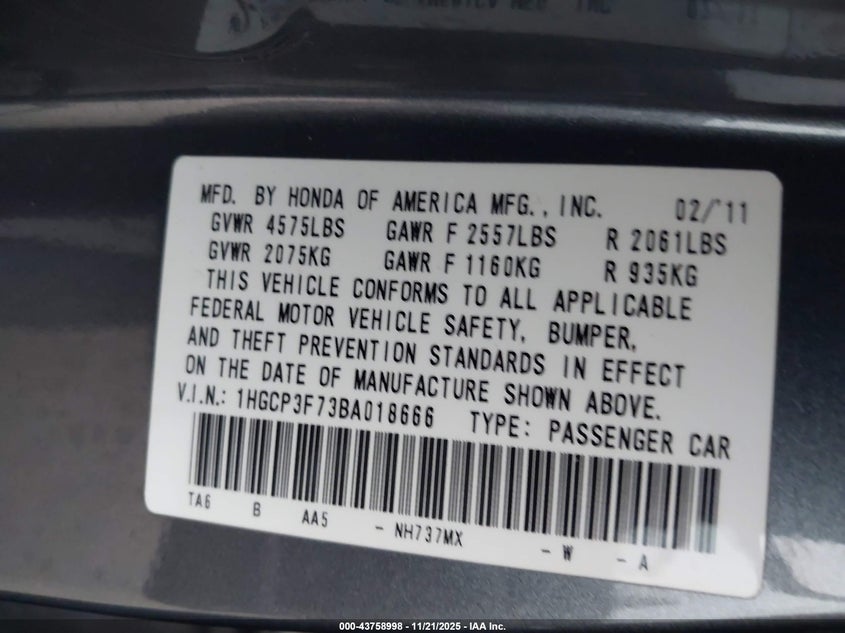 MFD. BY HONDA OF AMERICA MFG., INC. 02/11
GVWR 4575LBS GAWR F 2557LBS R 2061LBS
GVWR 2075KG GAWR F 1160KG R 935KG
THIS VEHICLE CONFORMS TO ALL APPLICABLE
FEDERAL MOTOR VEHICLE SAFETY, BUMPER,
AND THEFT PREVENTION STANDARDS IN EFFECT
ON THE DATE OF MANUFACTURE SHOWN ABOVE.
V.I.N.: 1HGCP3F73BA018666 TYPE: PASSENGER CAR
TA6 B AA5 - NH737MX - W - A
000-43758998 - 11/21/2025 - IAA Inc.